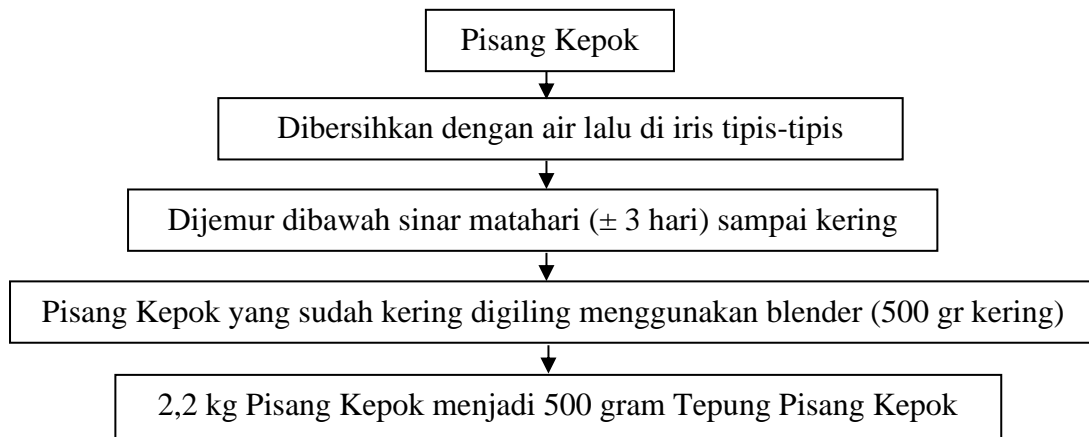 Pisang Kepok
Dibersihkan dengan air lalu di iris tipis-tipis
Dijemur dibawah sinar matahari (± 3 hari) sampai kering
Pisang Kepok yang sudah kering digiling menggunakan blender (500 gr kering)
2,2 kg Pisang Kepok menjadi 500 gram Tepung Pisang Kepok